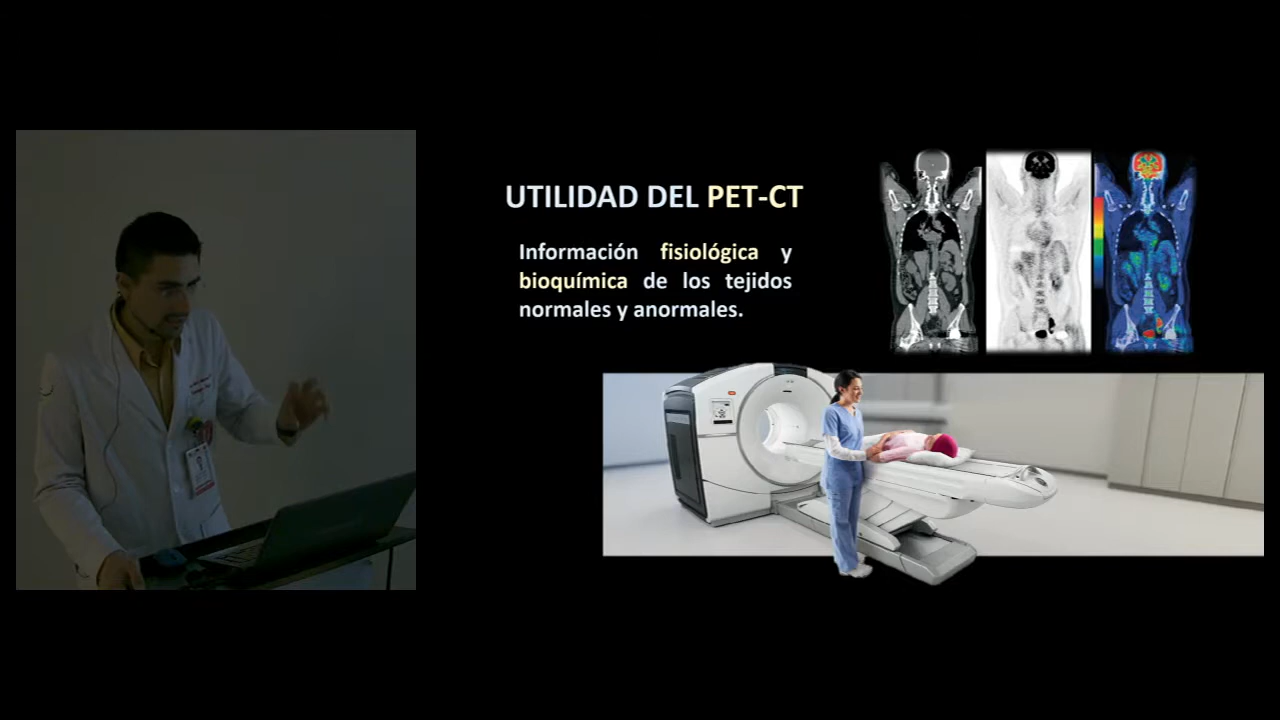 UTILIDAD DEL PET-CT
Información fisiológica y
bioquímica de los tejidos
normales y anormales.